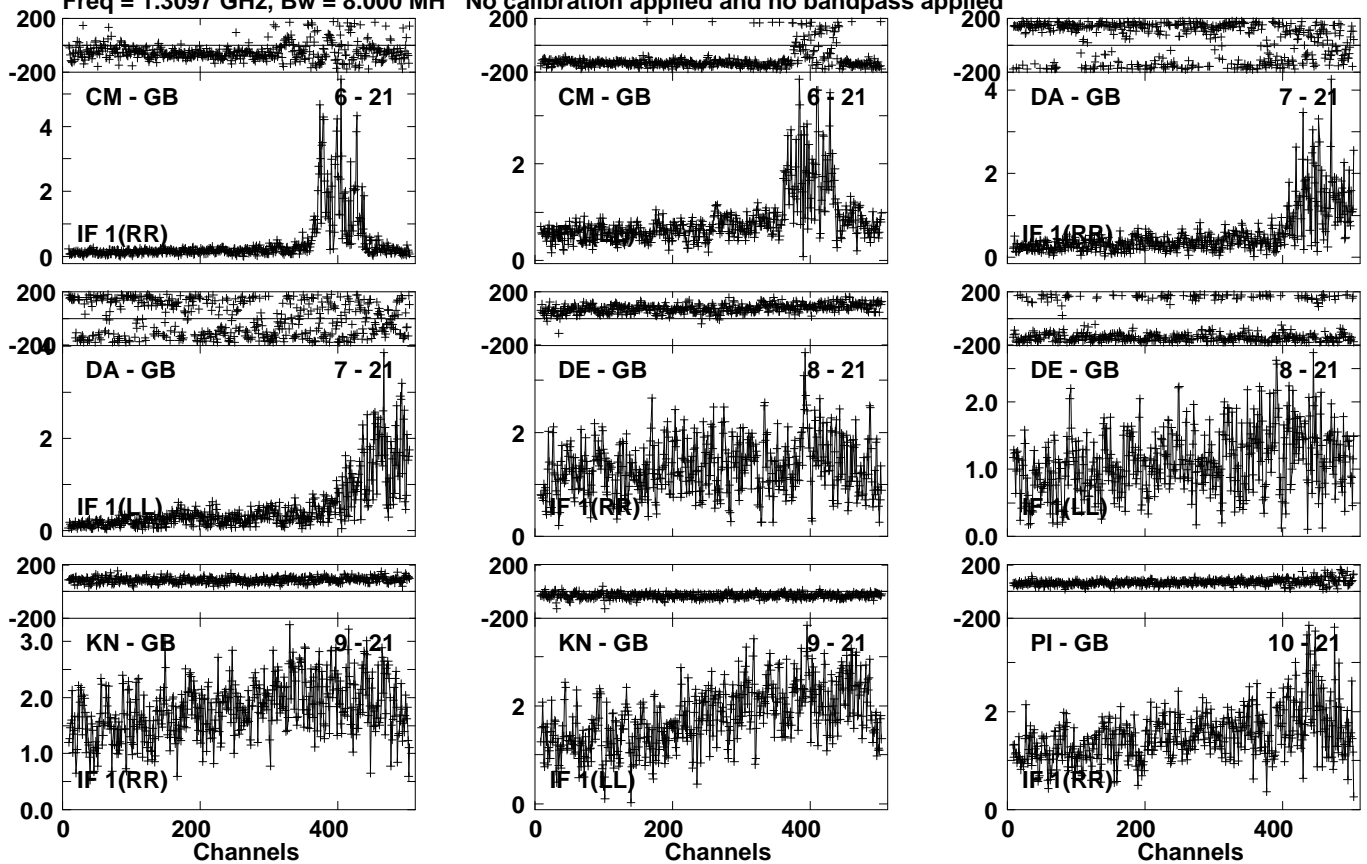 Freq = 1.3097 GHz, Bw = 8.000 MH No calibration applied and no bandpass applied
200 200 200
-200 -200 -200
CM - GB 6 - 21 CM - GB 6 - 21 DA - GB 7 - 21
4 4
4
2 2
2
IF 1(RR) IF 1(LL) IF 1(RR)
0 0 0
200 200 200
-200 -200 -200
4
DA - GB 7 - 21 DE - GB 8 - 21 DE - GB 8 - 21
2.0
2 2
1.0
IF 1(LL) IF 1(RR) IF 1(LL)
0 0 0.0
200 200 200
-200 -200 -200
KN - GB 9 - 21 KN - GB 9 - 21 PI - GB 10 - 21
3.0
2.0 2 2
1.0
IF 1(RR) IF 1(LL) IF 1(RR)
0.0 0 0
0 200 400 0 200 400 0 200 400
Channels Channels Channels